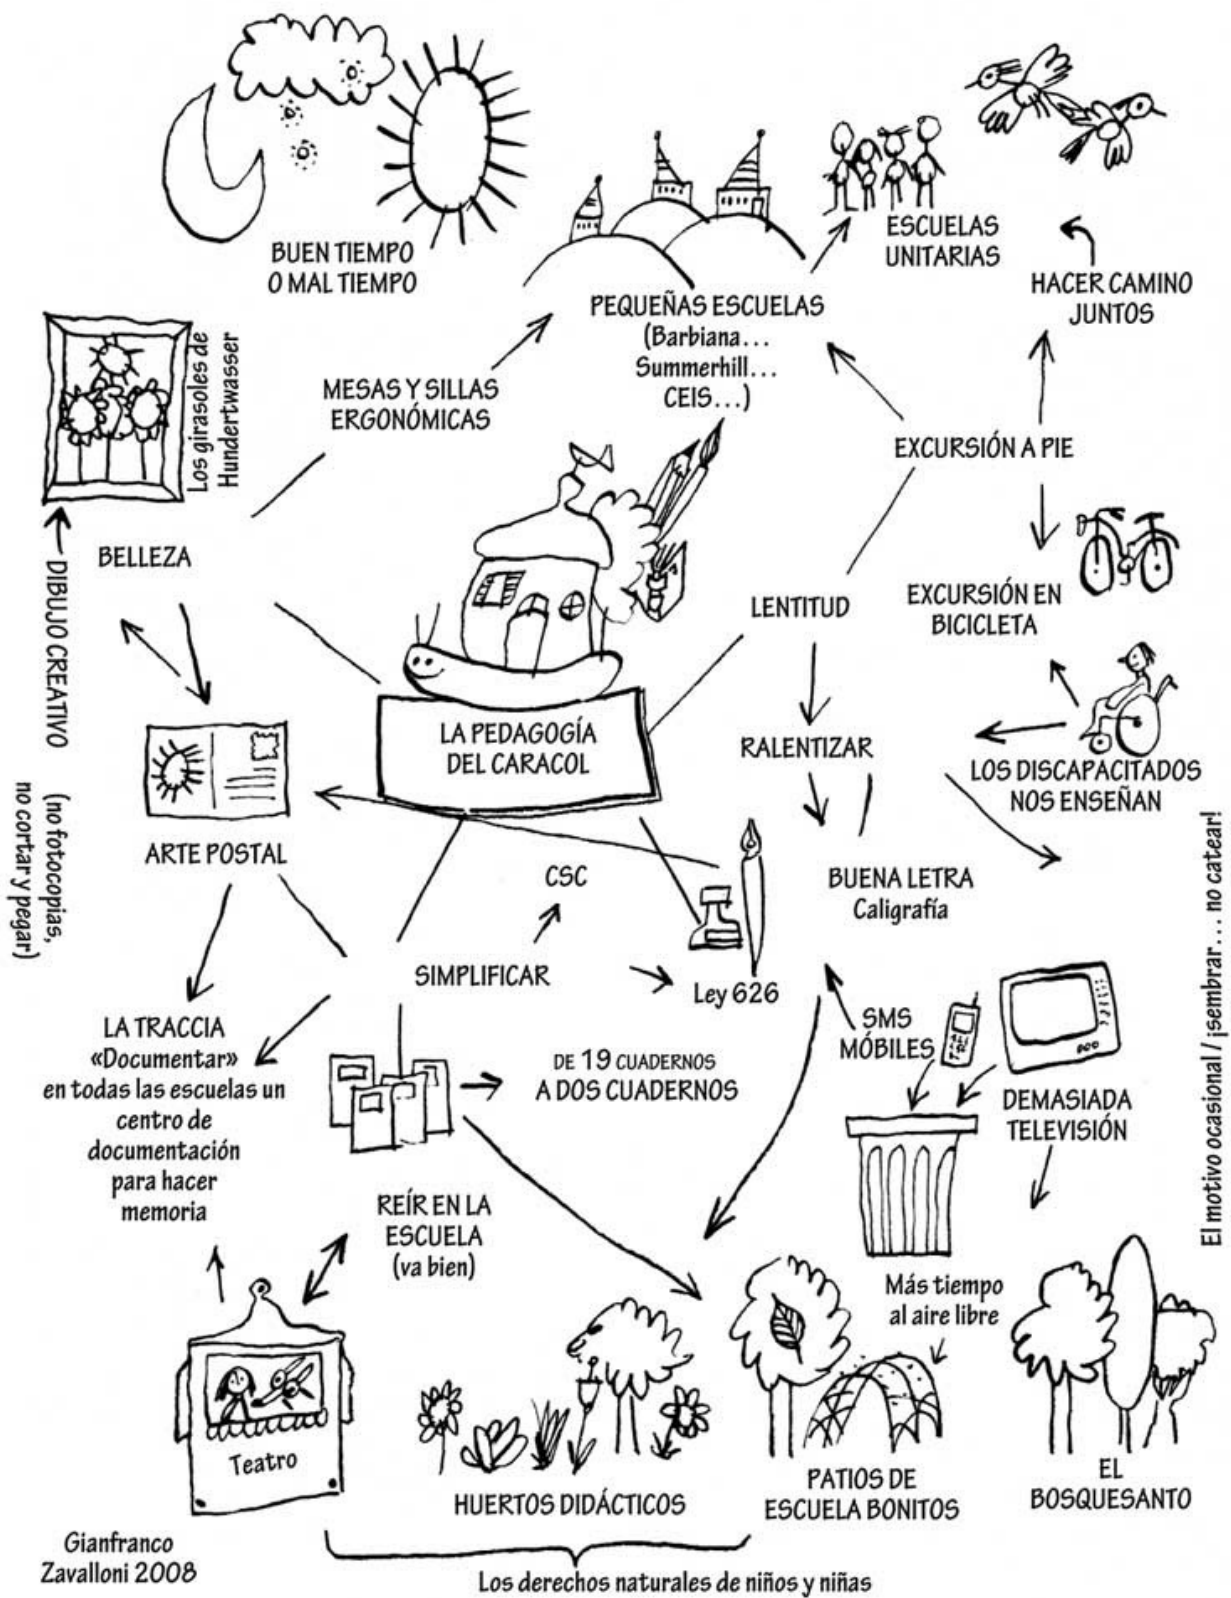 BUEN TIEMPO
O MAL TIEMPO
ESCUELAS
UNITARIAS
HACER CAMINO
JUNTOS
PEQUEÑAS ESCUELAS
(Barbiana...
Summerhill...
CEIS...)
Los girasoles de
Hundertwasser
MESAS Y SILLAS
ERGONÓMICAS
EXCURSIÓN A PIE
BELLEZA
DIBUJO CREATIVO
(no fotocopias,
no cortar y pegar)
LENTITUD
EXCURSIÓN EN
BICICLETA
LA PEDAGOGÍA
DEL CARACOL
RALENTIZAR
LOS DISCAPACITADOS
NOS ENSEÑAN
ARTE POSTAL
CSC
BUENA LETRA
Caligrafía
SIMPLIFICAR
Ley 626
El motivo ocasional / ¡sembrar... no catear!
LA TRACCIA
«Documentar»
en todas las escuelas un
centro de
documentación
para hacer
memoria
DE 19 CUADERNOS
A DOS CUADERNOS
SMS
MÓBILES
DEMASIADA
TELEVISIÓN
REÍR EN LA
ESCUELA
(va bien)
Más tiempo
al aire libre
Teatro
HUERTOS DIDÁCTICOS
PATIOS DE
ESCUELA BONITOS
EL
BOSQUESANTO
Gianfranco
Zavalloni 2008
Los derechos naturales de niños y niñas